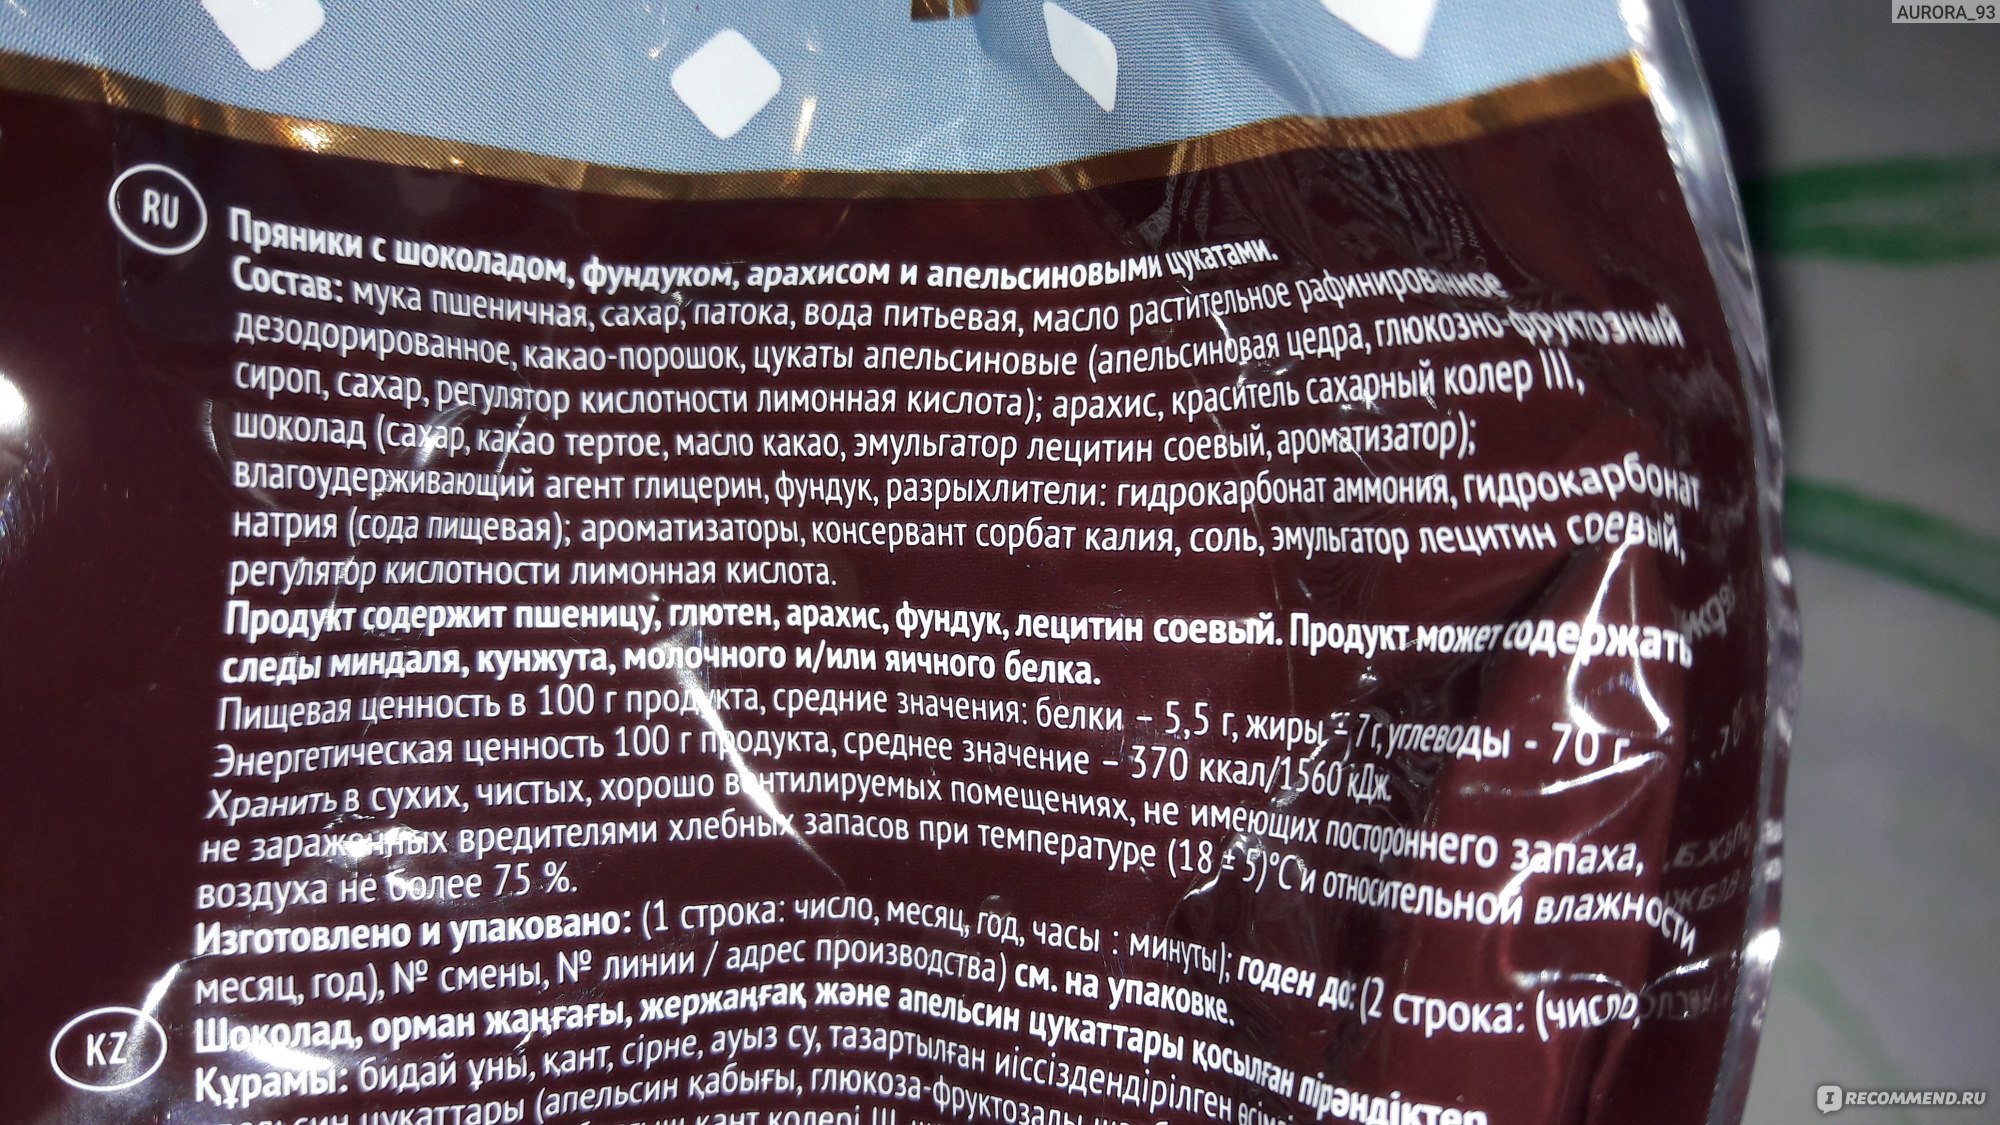 AURORA_93
RU
Пряники с шоколадом, фундуком, арахисом и апельсиновыми цукатами.
Состав: мука пшеничная, сахар, патока, вода питьевая, масло растительное рафинированное
дезодорированное, какао-порошок, цукаты апельсиновые (апельсиновая цедра, глюкозно-фруктозный
сироп, сахар, регулятор кислотности лимонная кислота); арахис, краситель сахарный колер III,
шоколад (сахар, какао тертое, масло какао, эмульгатор лецитин соевый, ароматизатор);
влагоудерживающий агент глицерин, фундук, разрыхлители: гидрокарбонат аммония, гидрокарбонат
натрия (сода пищевая); ароматизаторы, консервант сорбат калия, соль, эмульгатор лецитин соевый,
регулятор кислотности лимонная кислота.
Продукт содержит пшеницу, глютен, арахис, фундук, лецитин соевый. Продукт может содержать
следы миндаля, кунжута, молочного и/или яичного белка.
Пищевая ценность в 100 г продукта, средние значения: белки – 5,5 г, жиры – 7 г, углеводы - 70 г.
Энергетическая ценность 100 г продукта, среднее значение – 370 ккал/1560 кДж.
Хранить в сухих, чистых, хорошо вентилируемых помещениях, не имеющих постороннего запаха,
не зараженных вредителями хлебных запасов при температуре (18 ± 5)°С и относительной влажности
воздуха не более 75 %.
Изготовлено и упаковано: (1 строка: число, месяц, год, часы : минуты); годен до: (2 строка: (число,
месяц, год), № смены, № линии / адрес производства) см. на упаковке.
KZ
Шоколад, орман жаңғағы, жержаңғақ және апельсин цукаттары қосылған пірәндіктер
Құрамы: бидай ұны, қант, сірне, ауыз су, тазартылған иіссіздендірілген
цукаттары (апельсин қабығы, глюкоза-фруктозалы
қант колері III,
IRECOMMEND.RU